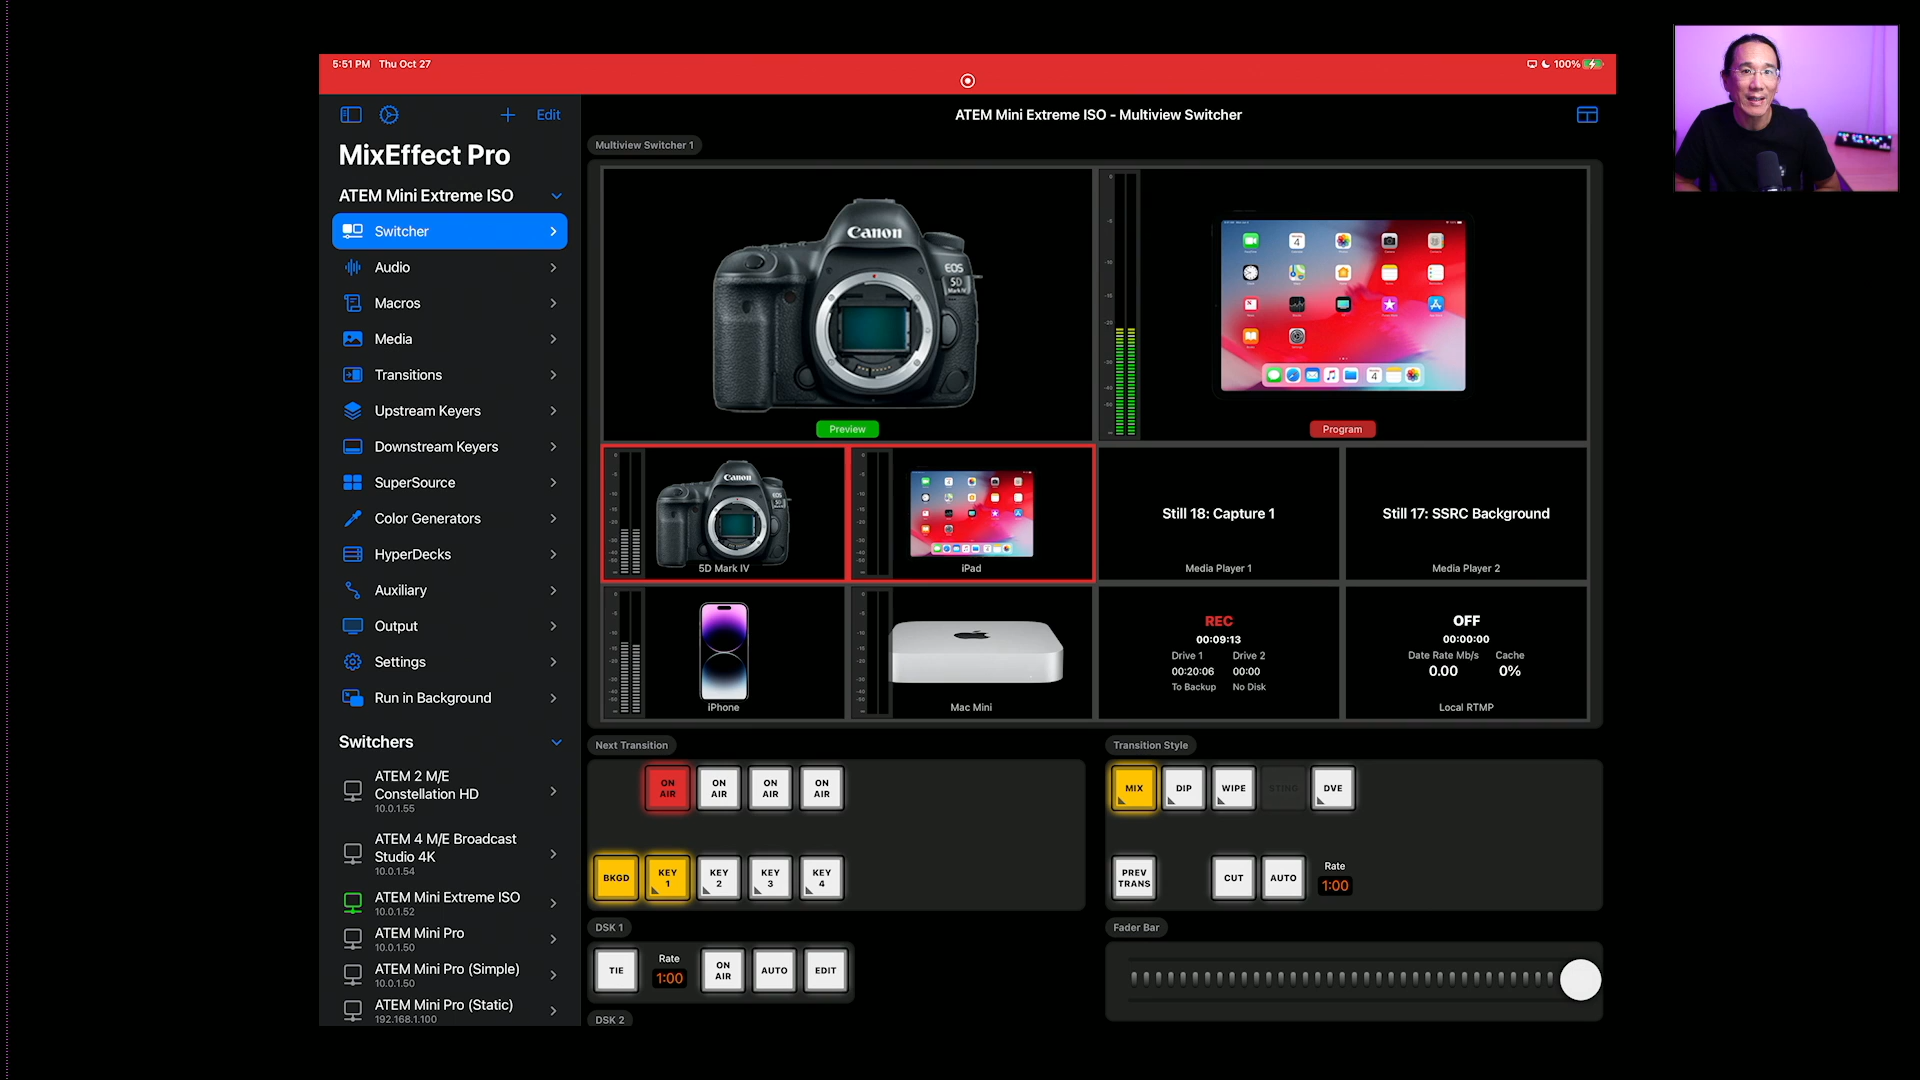 5:51 PM Thu Oct 27
100%
Edit
ATEM Mini Extreme ISO - Multiview Switcher
MixEffect Pro
ATEM Mini Extreme ISO
Switcher
Audio
Macros
Media
Transitions
Upstream Keyers
Downstream Keyers
SuperSource
Color Generators
HyperDecks
Auxiliary
Output
Settings
Run in Background
Switchers
ATEM 2 M/E
Constellation HD
10.0.1.55
ATEM 4 M/E Broadcast
Studio 4K
10.0.1.54
ATEM Mini Extreme ISO
10.0.1.52
ATEM Mini Pro
10.0.1.50
ATEM Mini Pro (Simple)
10.0.1.50
ATEM Mini Pro (Static)
192.168.1.100
Multiview Switcher 1
Canon
EOS
5D
Mark IV
Preview
Program
Canon
5D Mark IV
iPad
Still 18: Capture 1
Media Player 1
Still 17: SSRC Background
Media Player 2
iPhone
Mac Mini
REC
00:09:13
Drive 1 Drive 2
00:20:06 00:00
To Backup No Disk
OFF
00:00:00
Date Rate Mb/s Cache
0.00 0%
Local RTMP
Next Transition
ON AIR
ON AIR
ON AIR
ON AIR
BKGD
KEY 1
KEY 2
KEY 3
KEY 4
Transition Style
MIX
DIP
WIPE
STING
DVE
PREV TRANS
CUT
AUTO
Rate
1:00
DSK 1
TIE
Rate
1:00
ON AIR
AUTO
EDIT
Fader Bar
DSK 2